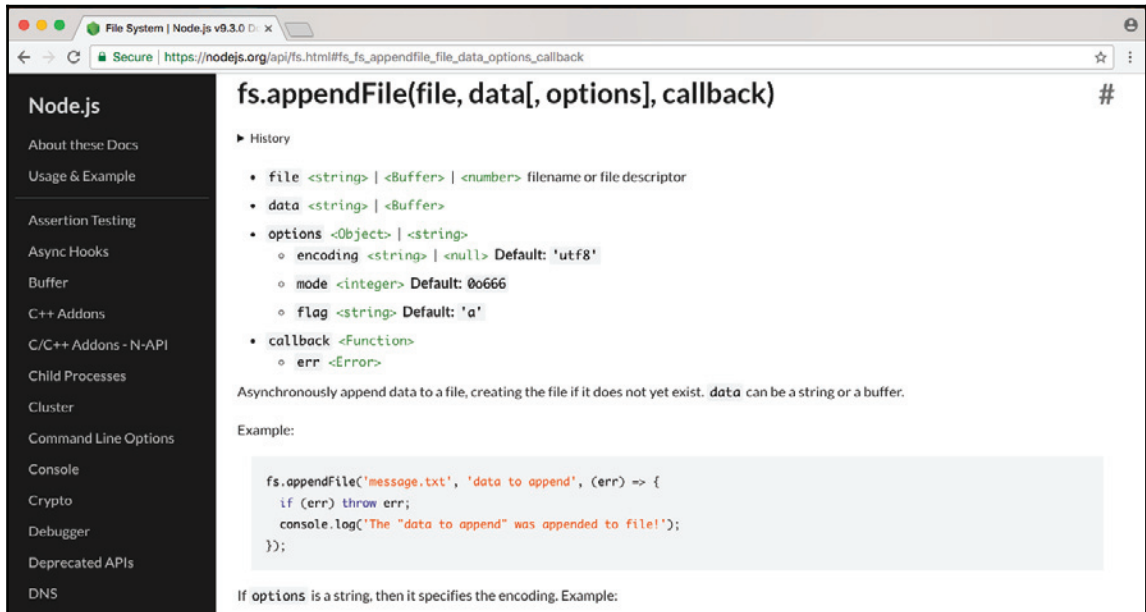 File System | Node.js v9.3.0 Do
Secure | https://nodejs.org/api/fs.html#fs_fs_appendfile_file_data_options_callback
Node.js
About these Docs
Usage & Example
Assertion Testing
Async Hooks
Buffer
C++ Addons
C/C++ Addons - N-API
Child Processes
Cluster
Command Line Options
Console
Crypto
Debugger
Deprecated APIs
DNS
fs.appendFile(file, data[, options], callback)
#
▶ History
• file <string> | <Buffer> | <number> filename or file descriptor
• data <string> | <Buffer>
• options <Object> | <string>
◦ encoding <string> | <null> Default: 'utf8'
◦ mode <integer> Default: 0o666
◦ flag <string> Default: 'a'
• callback <Function>
◦ err <Error>
Asynchronously append data to a file, creating the file if it does not yet exist. data can be a string or a buffer.
Example:
fs.appendFile('message.txt', 'data to append', (err) => {
  if (err) throw err;
  console.log('The "data to append" was appended to file!');
});
If options is a string, then it specifies the encoding. Example: